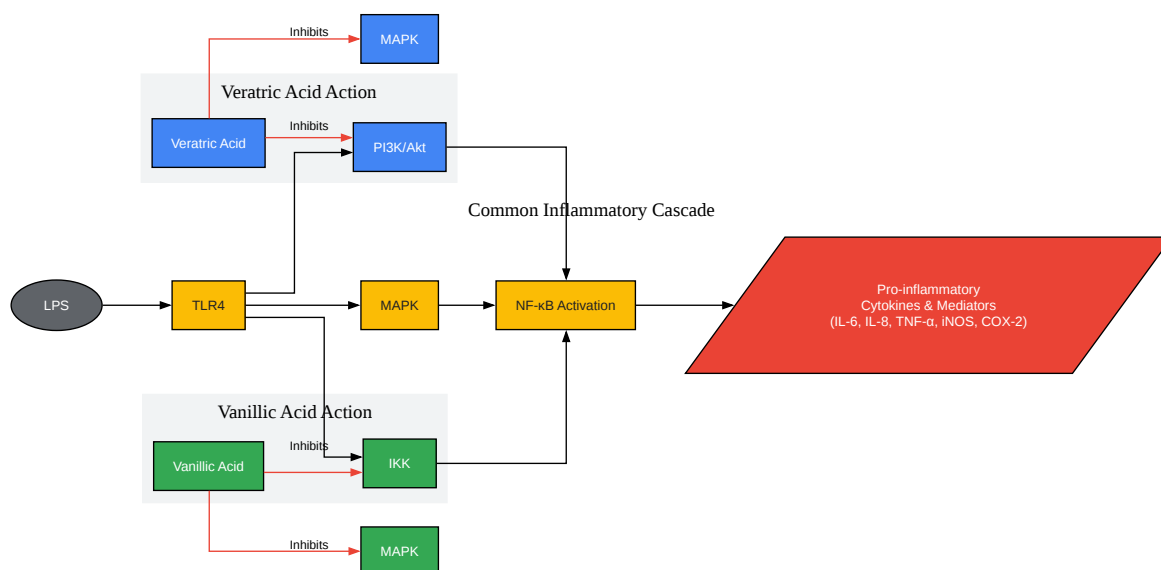 Inhibits
MAPK
Veratric Acid Action
Inhibits
Veratric Acid
PI3K/Akt
Common Inflammatory Cascade
LPS
TLR4
MAPK
NF-κB Activation
Pro-inflammatory
Cytokines & Mediators
(IL-6, IL-8, TNF-α, iNOS, COX-2)
Vanillic Acid Action
Inhibits
Vanillic Acid
IKK
Inhibits
MAPK